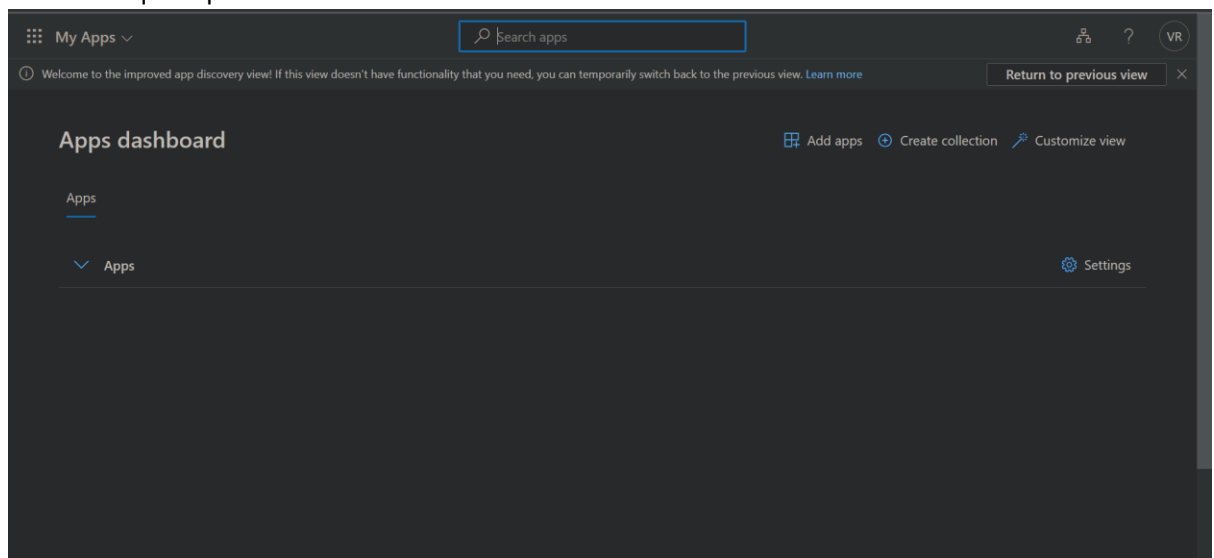 My Apps
Search apps
?
VR
Welcome to the improved app discovery view! If this view doesn't have functionality that you need, you can temporarily switch back to the previous view. Learn more
Return to previous view
Apps dashboard
Add apps
Create collection
Customize view
Apps
Apps
Settings